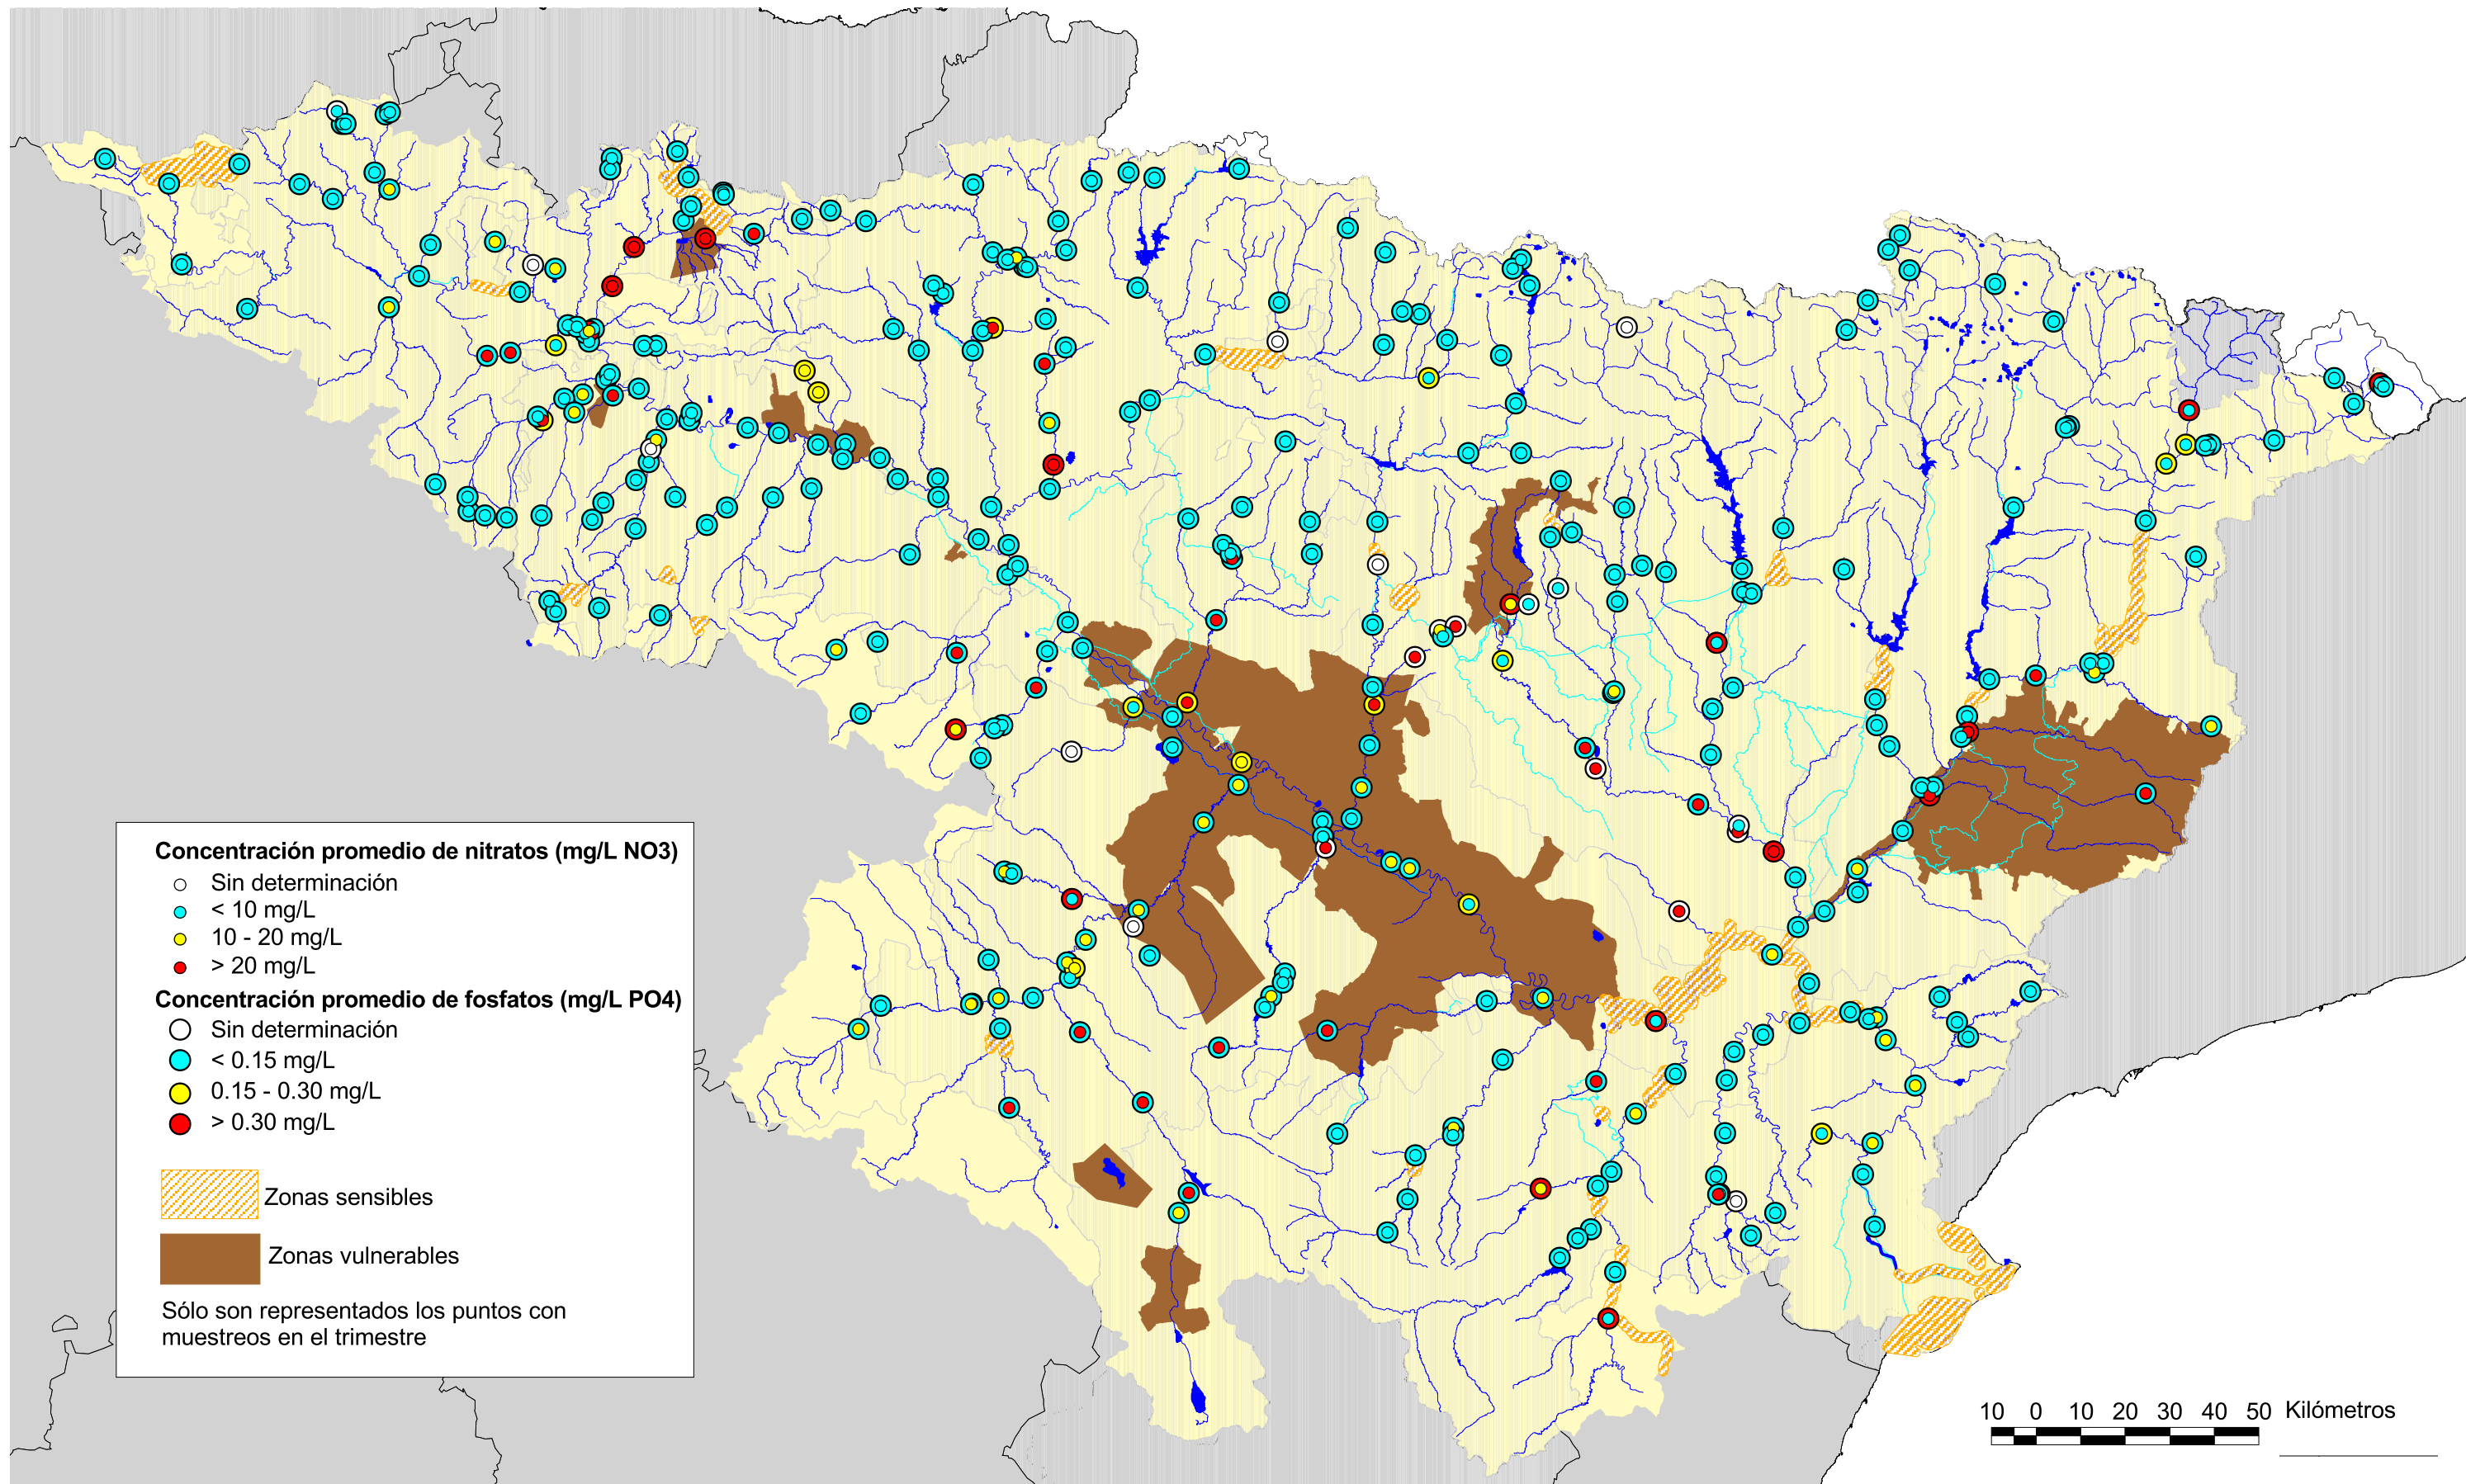 Concentración promedio de nitratos (mg/L NO3)
Sin determinación
< 10 mg/L
10 - 20 mg/L
> 20 mg/L
Concentración promedio de fosfatos (mg/L PO4)
Sin determinación
< 0.15 mg/L
0.15 - 0.30 mg/L
> 0.30 mg/L
Zonas sensibles
Zonas vulnerables
Sólo son representados los puntos con
muestreos en el trimestre
10 0 10 20 30 40 50 Kilómetros